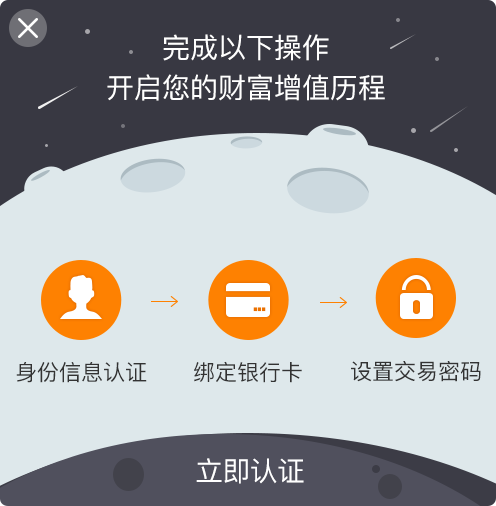 完成以下操作
开启您的财富增值历程
身份信息认证
绑定银行卡
设置交易密码
立即认证